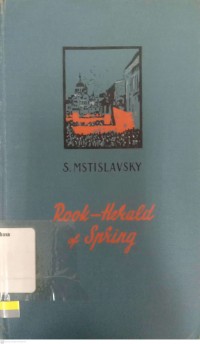 S. MSTISLAVSKY
Rook—Herald
of Spring